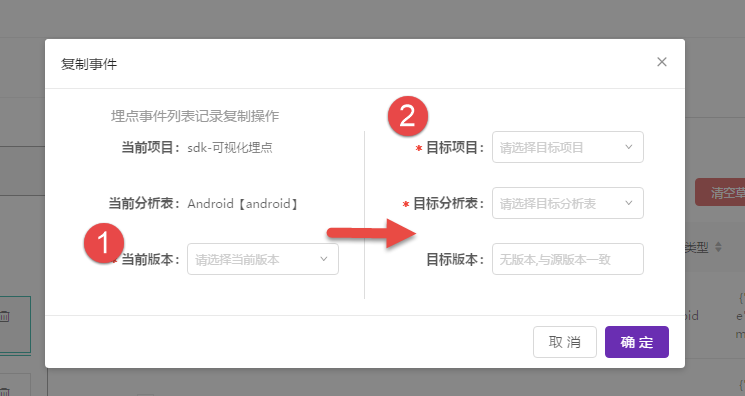 复制事件
埋点事件列表记录复制操作
2
当前项目： sdk-可视化埋点
* 目标项目： 请选择目标项目
当前分析表： Android【android】
* 目标分析表： 请选择目标分析表
清空草
1
当前版本： 请选择当前版本
目标版本： 无版本,与源版本一致
类型
{'
oid
e'
m
取 消
确 定
{'